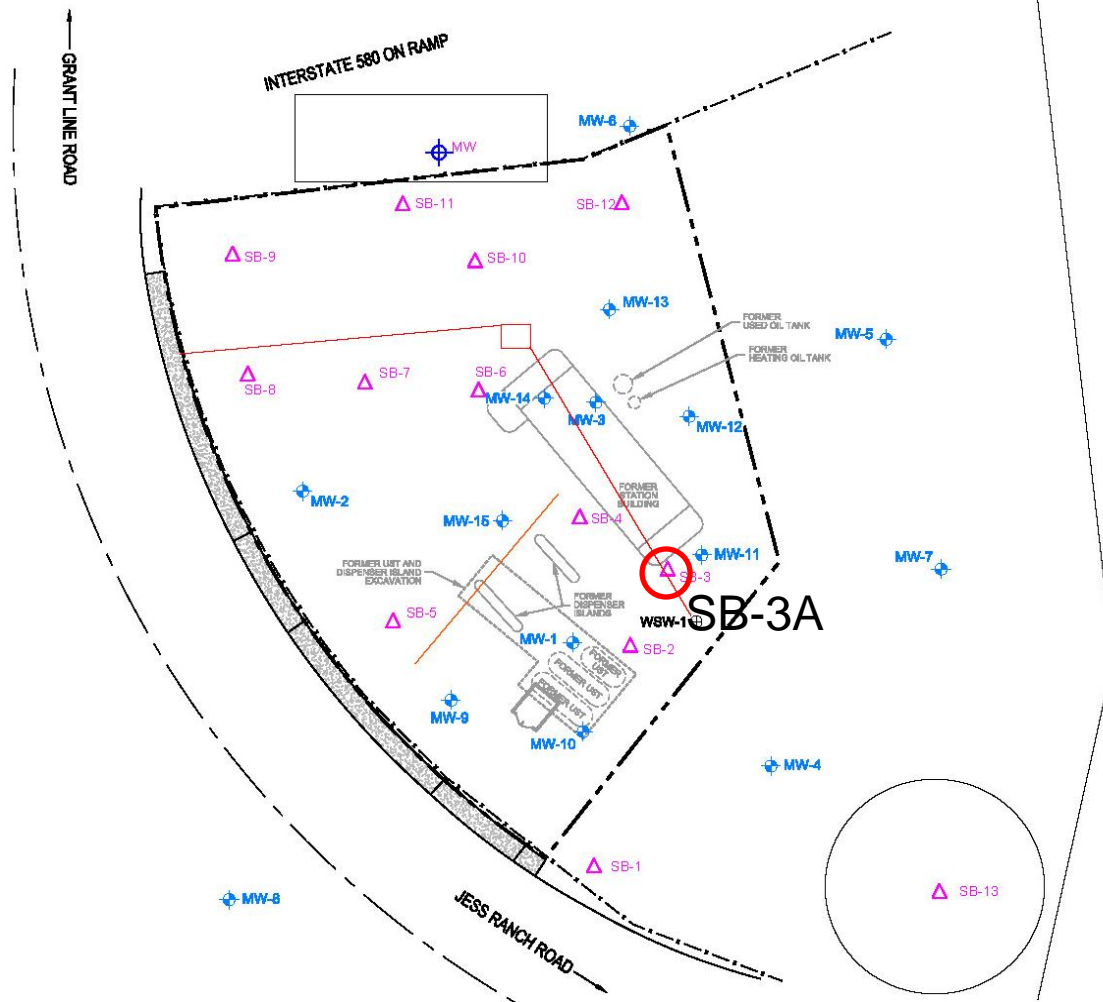 GRANT LINE ROAD
INTERSTATE 580 ON RAMP
MW-6
MW
SB-11
SB-12
SB-9
SB-10
MW-13
FORMER
USED OIL TANK
FORMER
HEATING OIL TANK
MW-5
SB-8
SB-7
SB-6
MW-14
MW-3
MW-12
MW-2
FORMER
STATION
BUILDING
MW-15
SB-4
MW-11
MW-7
FORMER UST AND
DISPENSER ISLAND
EXCAVATION
SB-3
FORMER
DISPENSER
ISLANDS
SB-5
WSW-1
SB-3A
MW-1
SB-2
FORMER
UST
FORMER UST
FORMER UST
MW-9
MW-10
MW-4
SB-1
SB-13
MW-8
JESS RANCH ROAD